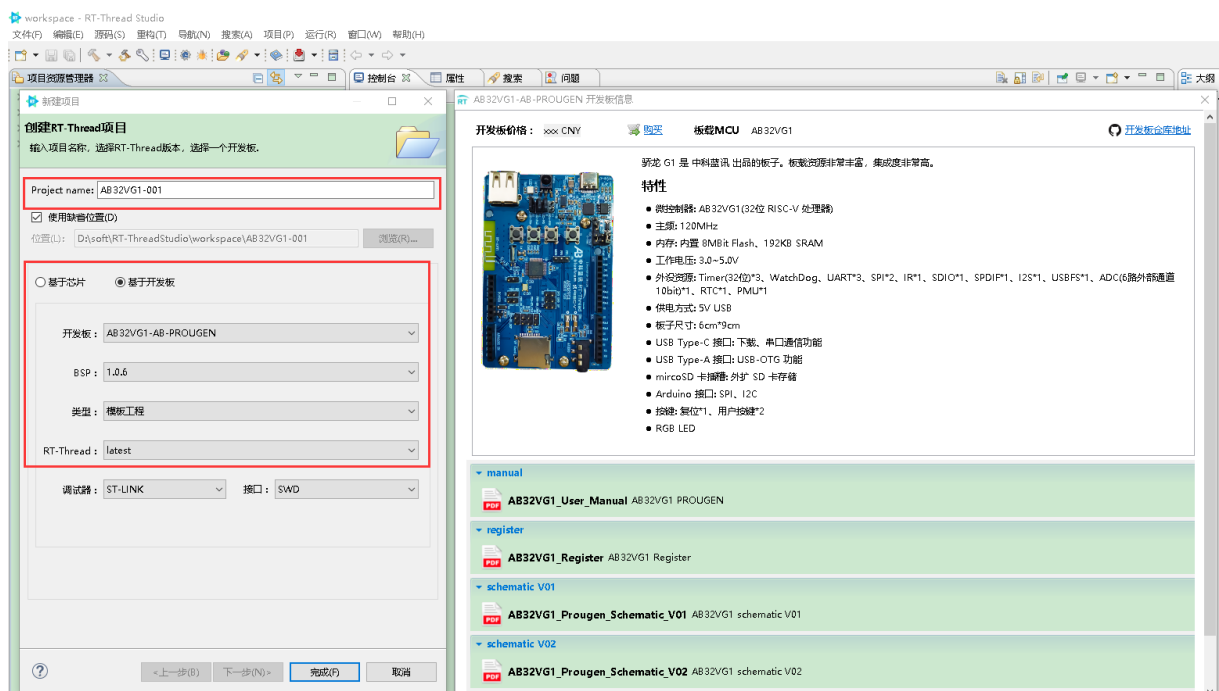 workspace - RT-Thread Studio
文件(F) 编辑(E) 源码(S) 重构(T) 导航(N) 搜索(A) 项目(P) 运行(R) 窗口(W) 帮助(H)
项目资源管理器
控制台 属性 搜索 问题 大纲
新建项目
创建RT-Thread项目
输入项目名称，选择RT-Thread版本，选择一个开发板.
Project name: AB32VG1-001
使用缺省位置(D)
位置(L): D:\soft\RT-ThreadStudio\workspace\AB32VG1-001 浏览(R)...
基于芯片 基于开发板
开发板： AB32VG1-AB-PROUGEN
BSP： 1.0.6
类型： 模板工程
RT-Thread： latest
调试器： ST-LINK 接口： SWD
<上一步(B) 下一步(N)> 完成(F) 取消
AB32VG1-AB-PROUGEN 开发板信息
开发板价格： xxx CNY 购买 板载MCU AB32VG1 开发板仓库地址
骄龙 G1 是 中科蓝讯 出品的板子。板载资源非常丰富，集成度非常高。
特性
微控制器: AB32VG1(32位 RISC-V 处理器)
主频: 120MHz
内存: 内置 8MBit Flash、192KB SRAM
工作电压: 3.0~5.0V
外设资源: Timer(32位)*3、WatchDog、UART*3、SPI*2、IR*1、SDIO*1、SPDIF*1、I2S*1、USBFS*1、ADC(6路外部通道
10bit)*1、RTC*1、PMU*1
供电方式: 5V USB
板子尺寸: 6cm*9cm
USB Type-C 接口: 下载、串口通信功能
USB Type-A 接口: USB-OTG 功能
mircoSD 卡插槽: 外扩 SD 卡存储
Arduino 接口: SPI、I2C
按键: 复位*1、用户按键*2
RGB LED
manual
AB32VG1_User_Manual AB32VG1 PROUGEN
register
AB32VG1_Register AB32VG1 Register
schematic V01
AB32VG1_Prougen_Schematic_V01 AB32VG1 schematic V01
schematic V02
AB32VG1_Prougen_Schematic_V02 AB32VG1 schematic V02